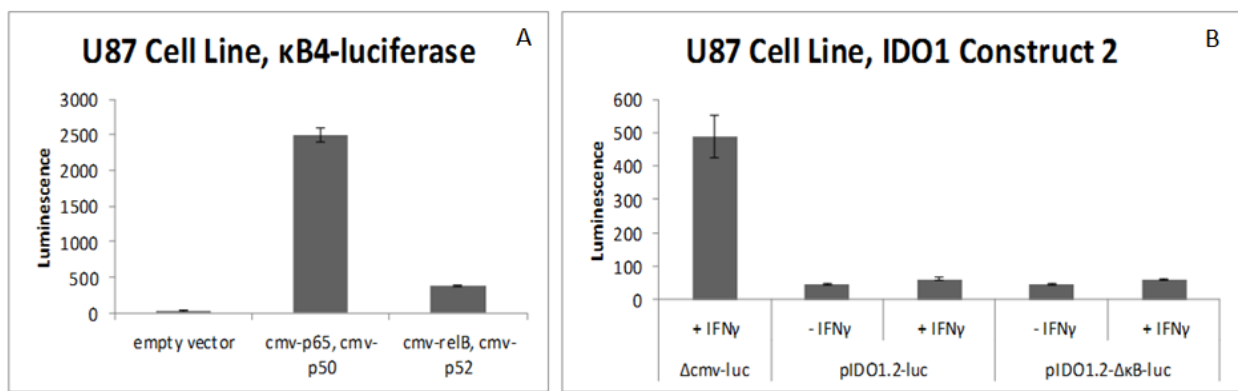 U87 Cell Line, κB4-luciferase
A
Luminescence
3000
2500
2000
1500
1000
500
0
empty vector
cmv-p65, cmv-
p50
cmv-relB, cmv-
p52
U87 Cell Line, IDO1 Construct 2
B
Luminescence
600
500
400
300
200
100
0
+ IFNγ
- IFNγ
+ IFNγ
- IFNγ
+ IFNγ
Δcmv-luc
pIDO1.2-luc
pIDO1.2-ΔκB-luc